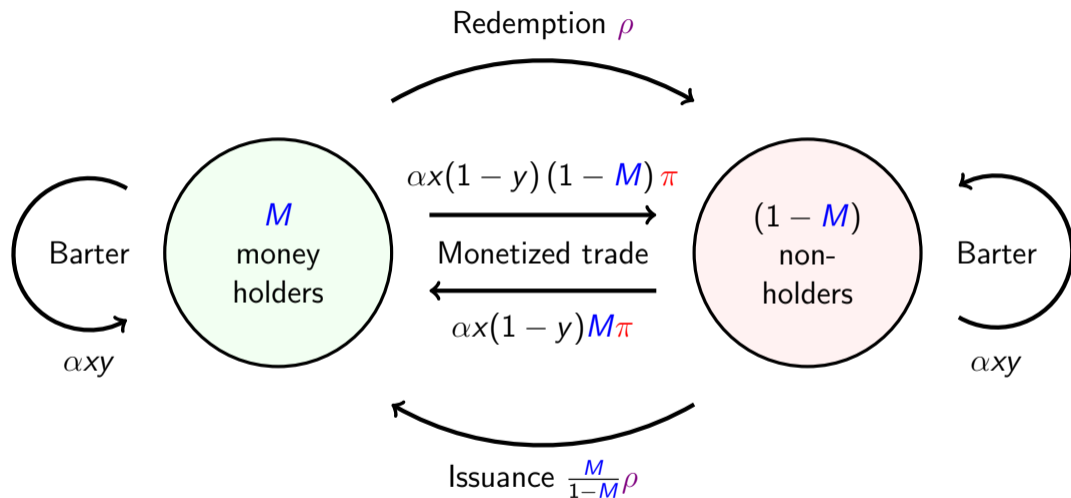 Redemption ρ
αx(1 − y) (1 − M) π
M
money
holders
Barter
αxy
Monetized trade
αx(1 − y)Mπ
(1 − M)
non-
holders
Barter
αxy
Issuance M/(1−M) ρ